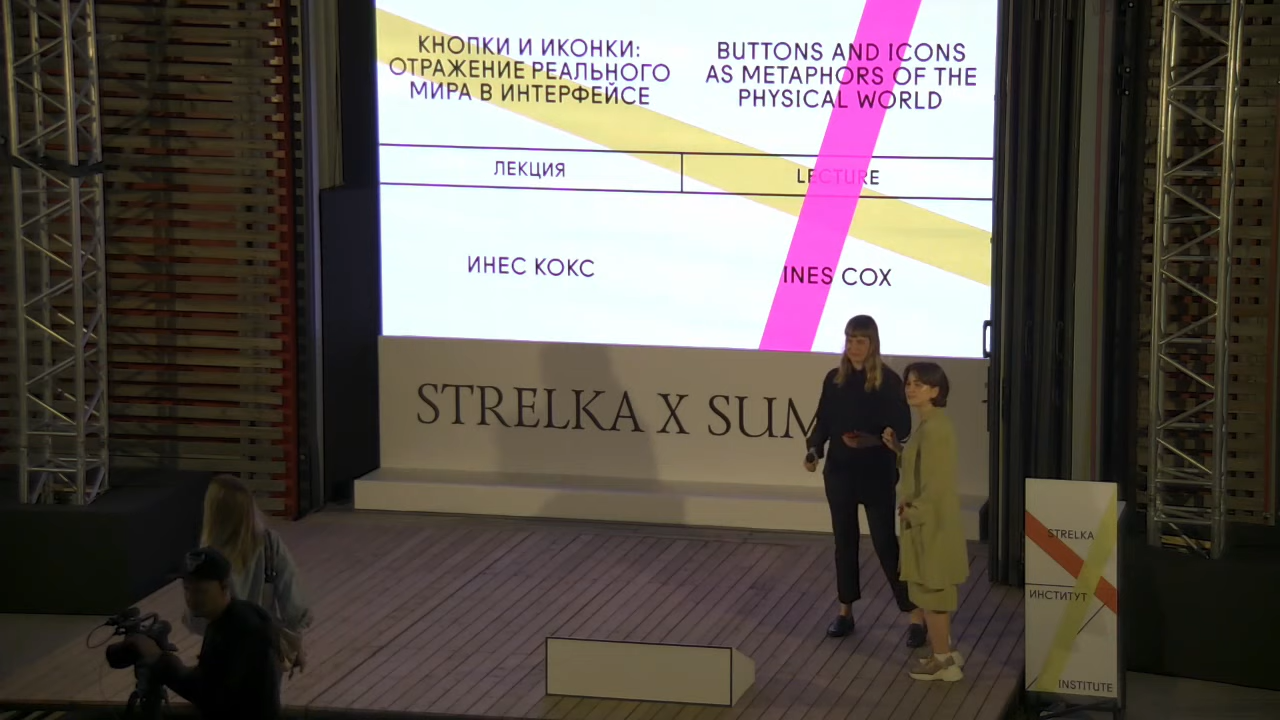 КНОПКИ И ИКОНКИ:
ОТРАЖЕНИЕ РЕАЛЬНОГО
МИРА В ИНТЕРФЕЙСЕ
BUTTONS AND ICONS
AS METAPHORS OF THE
PHYSICAL WORLD
ЛЕКЦИЯ
LECTURE
ИНЕС КОКС
INES COX
STRELKA X SUM
STRELKA
ИНСТИТУТ
INSTITUTE